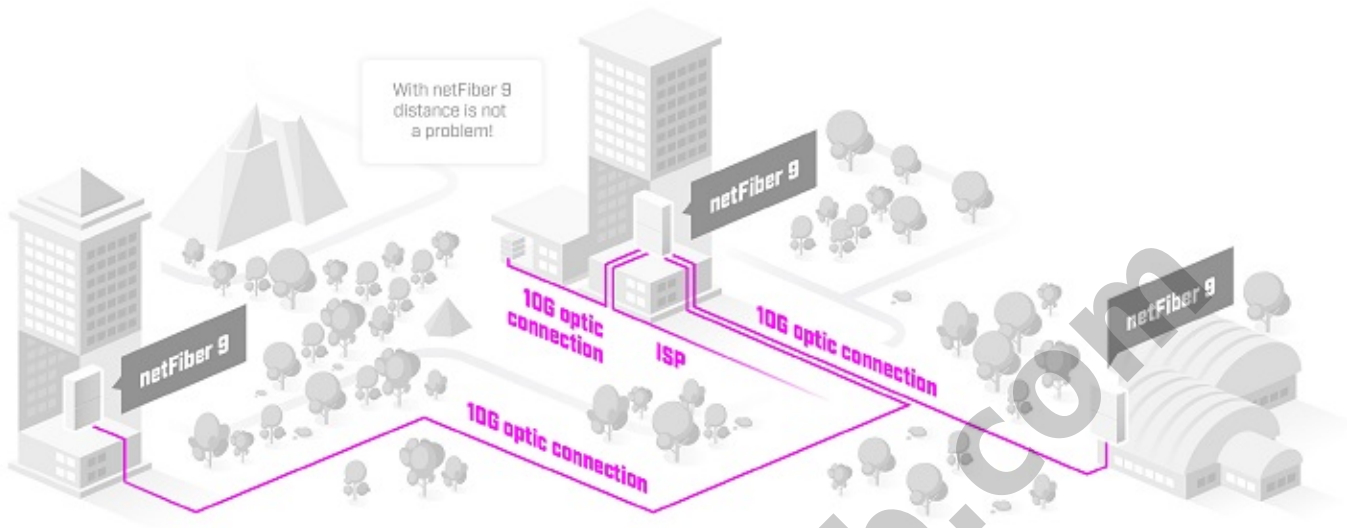 With netFiber 9
distance is not
a problem!
netFiber 9
netFiber 9
netFiber 9
10G optic
connection
ISP
10G optic connection
10G optic connection